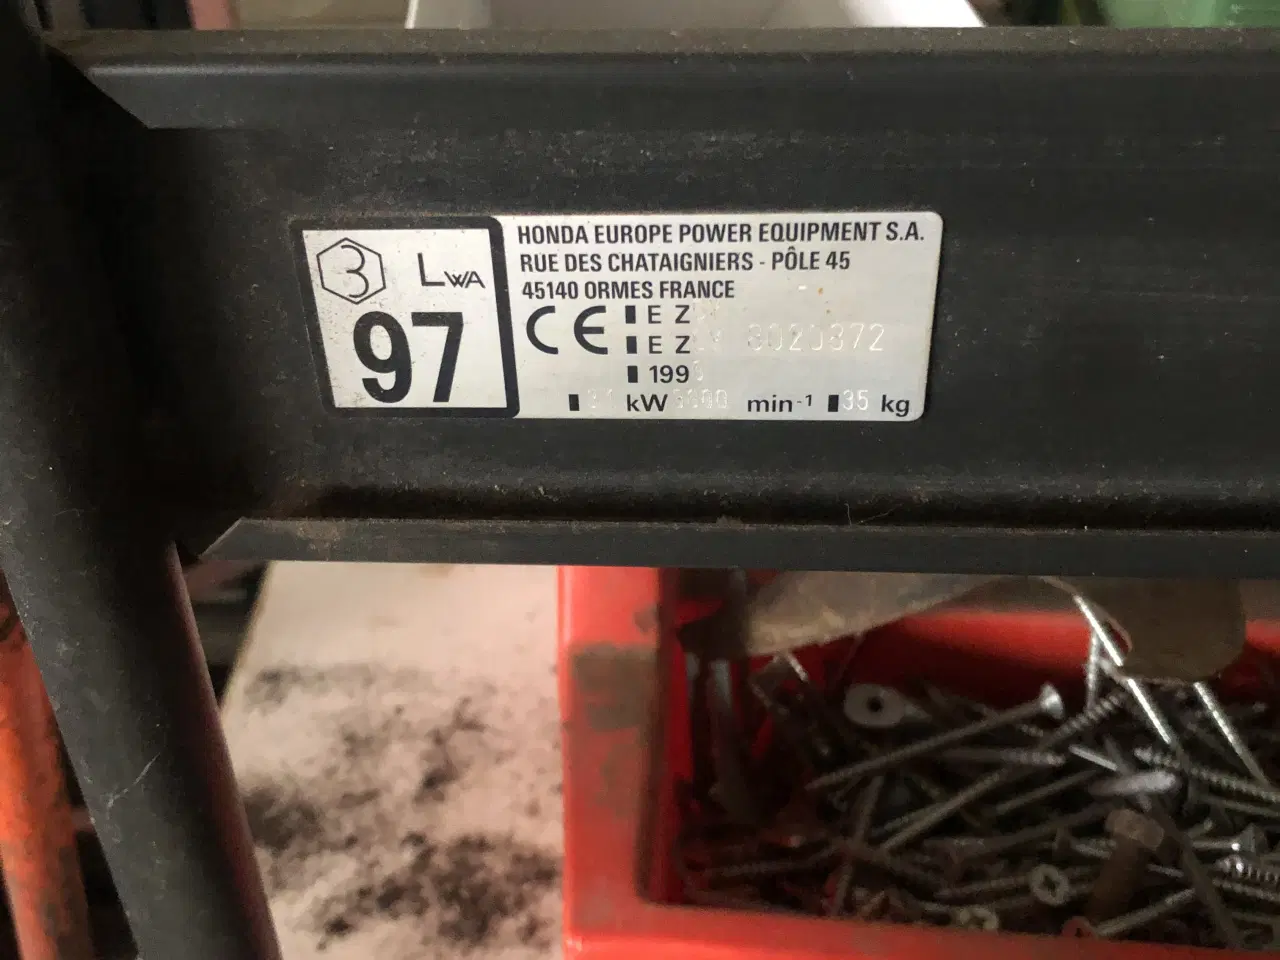 3 LWA
97
HONDA EUROPE POWER EQUIPMENT S.A.
RUE DES CHATAIGNIERS - PÔLE 45
45140 ORMES FRANCE
CE
E Z
E Z
199
kW min-1 35 kg